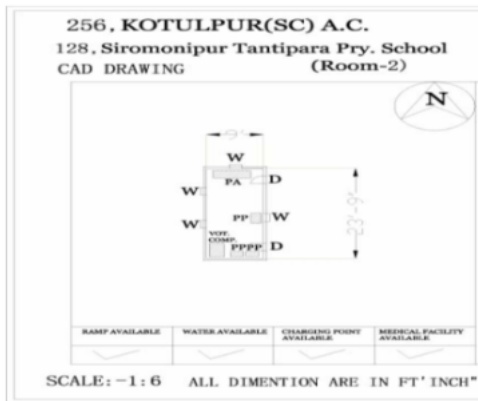 256, KOTULPUR(SC) A.C.
128, Siromonipur Tantipara Pry. School
CAD DRAWING (Room-2)
N
9'
W
PA D
W
PP W
W
VOT. COMP. PPPP D
23'-9'
RAMP AVAILABLE WATER AVAILABLE CHARGING POINT AVAILABLE MEDICAL FACILITY AVAILABLE
SCALE:-1:6 ALL DIMENTION ARE IN FT'INCH"